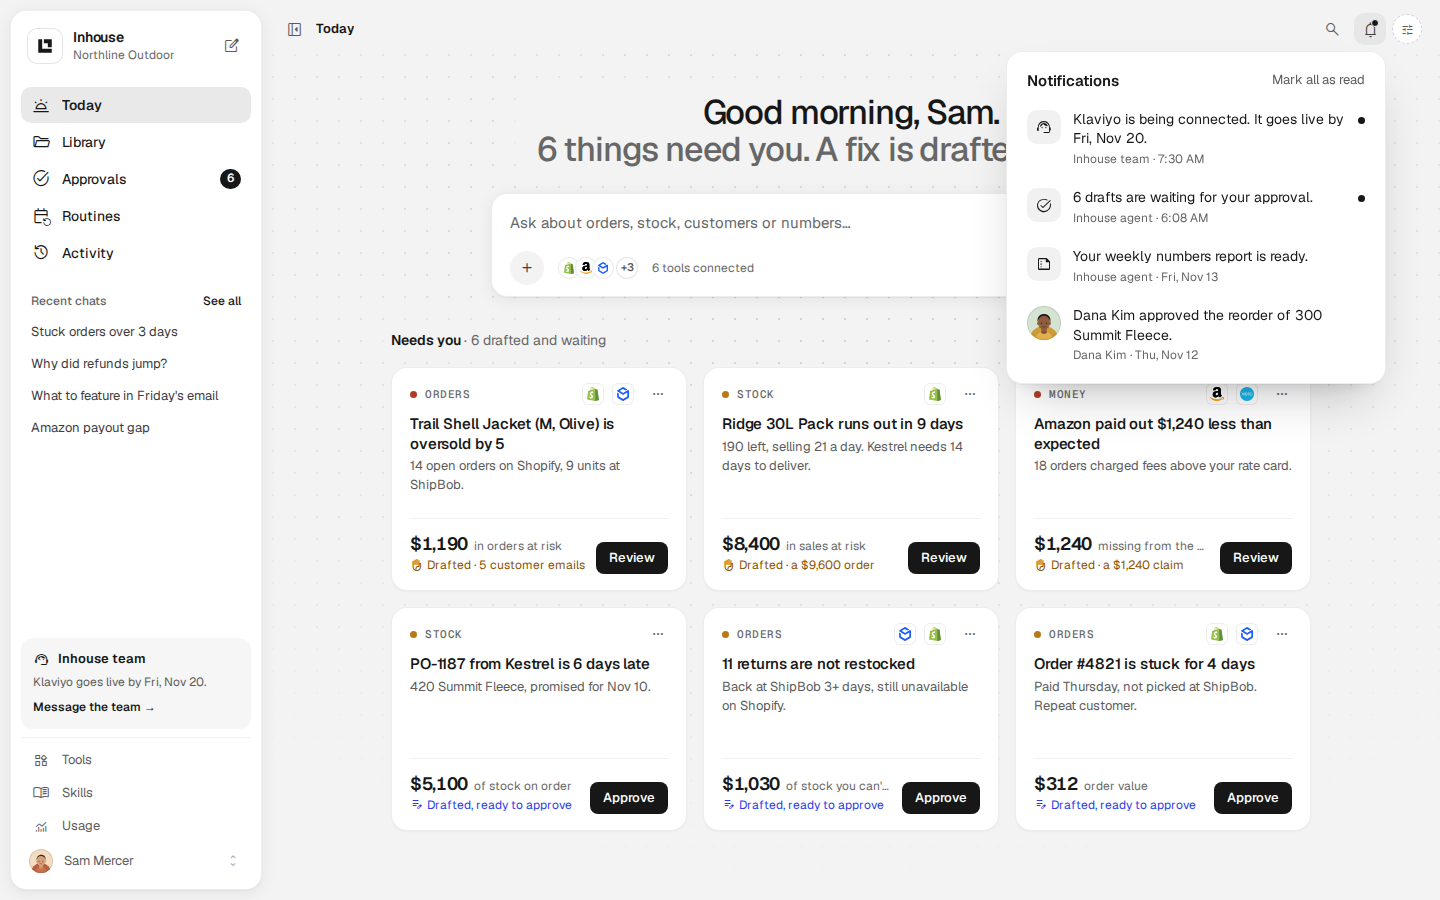 Inhouse
Northline Outdoor
Today
Library
Approvals
6
Routines
Activity
Recent chats
See all
Stuck orders over 3 days
Why did refunds jump?
What to feature in Friday's email
Amazon payout gap
Inhouse team
Klaviyo goes live by Fri, Nov 20.
Message the team →
Tools
Skills
Usage
Sam Mercer
Today
Good morning, Sam.
6 things need you. A fix is drafte
Ask about orders, stock, customers or numbers...
+3
6 tools connected
Notifications
Mark all as read
Klaviyo is being connected. It goes live by
Fri, Nov 20.
Inhouse team · 7:30 AM
6 drafts are waiting for your approval.
Inhouse agent · 6:08 AM
Your weekly numbers report is ready.
Inhouse agent · Fri, Nov 13
Dana Kim approved the reorder of 300
Summit Fleece.
Dana Kim · Thu, Nov 12
Needs you · 6 drafted and waiting
ORDERS
Trail Shell Jacket (M, Olive) is
oversold by 5
14 open orders on Shopify, 9 units at
ShipBob.
$1,190 in orders at risk
Drafted · 5 customer emails
Review
STOCK
Ridge 30L Pack runs out in 9 days
190 left, selling 21 a day. Kestrel needs 14
days to deliver.
$8,400 in sales at risk
Drafted · a $9,600 order
Review
MONEY
Amazon paid out $1,240 less than
expected
18 orders charged fees above your rate card.
$1,240 missing from the ...
Drafted · a $1,240 claim
Review
STOCK
PO-1187 from Kestrel is 6 days late
420 Summit Fleece, promised for Nov 10.
$5,100 of stock on order
Drafted, ready to approve
Approve
ORDERS
11 returns are not restocked
Back at ShipBob 3+ days, still unavailable
on Shopify.
$1,030 of stock you can'...
Drafted, ready to approve
Approve
ORDERS
Order #4821 is stuck for 4 days
Paid Thursday, not picked at ShipBob.
Repeat customer.
$312 order value
Drafted, ready to approve
Approve